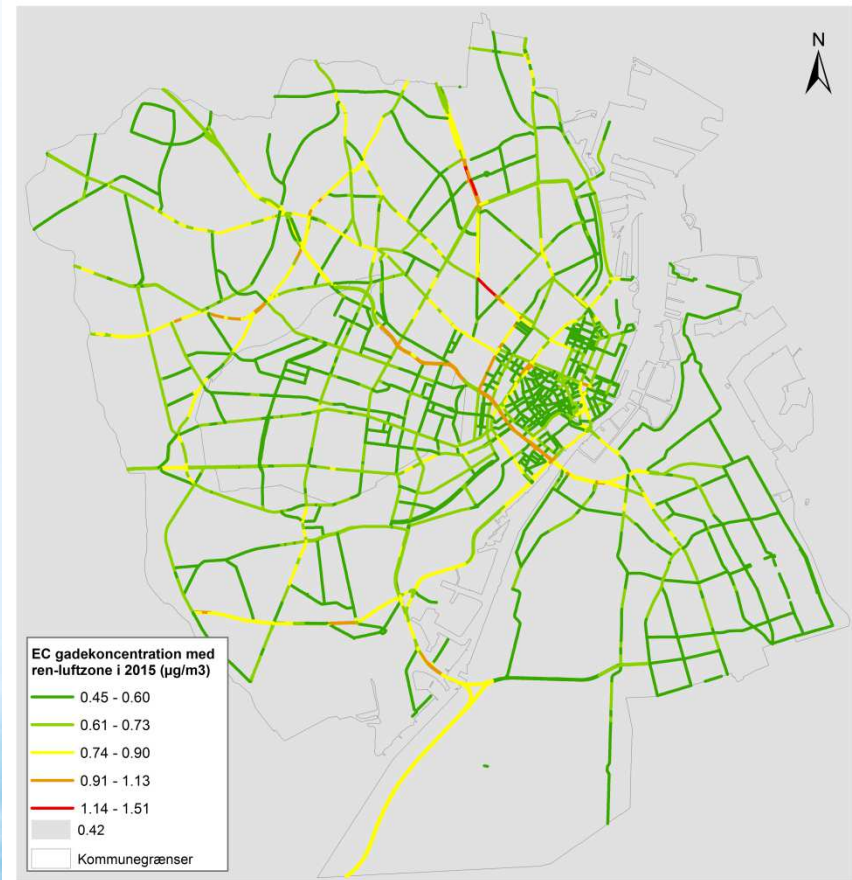 N
EC gadekoncentration med
ren-luftzone i 2015 (µg/m3)
0.45 - 0.60
0.61 - 0.73
0.74 - 0.90
0.91 - 1.13
1.14 - 1.51
0.42
Kommunegrænser